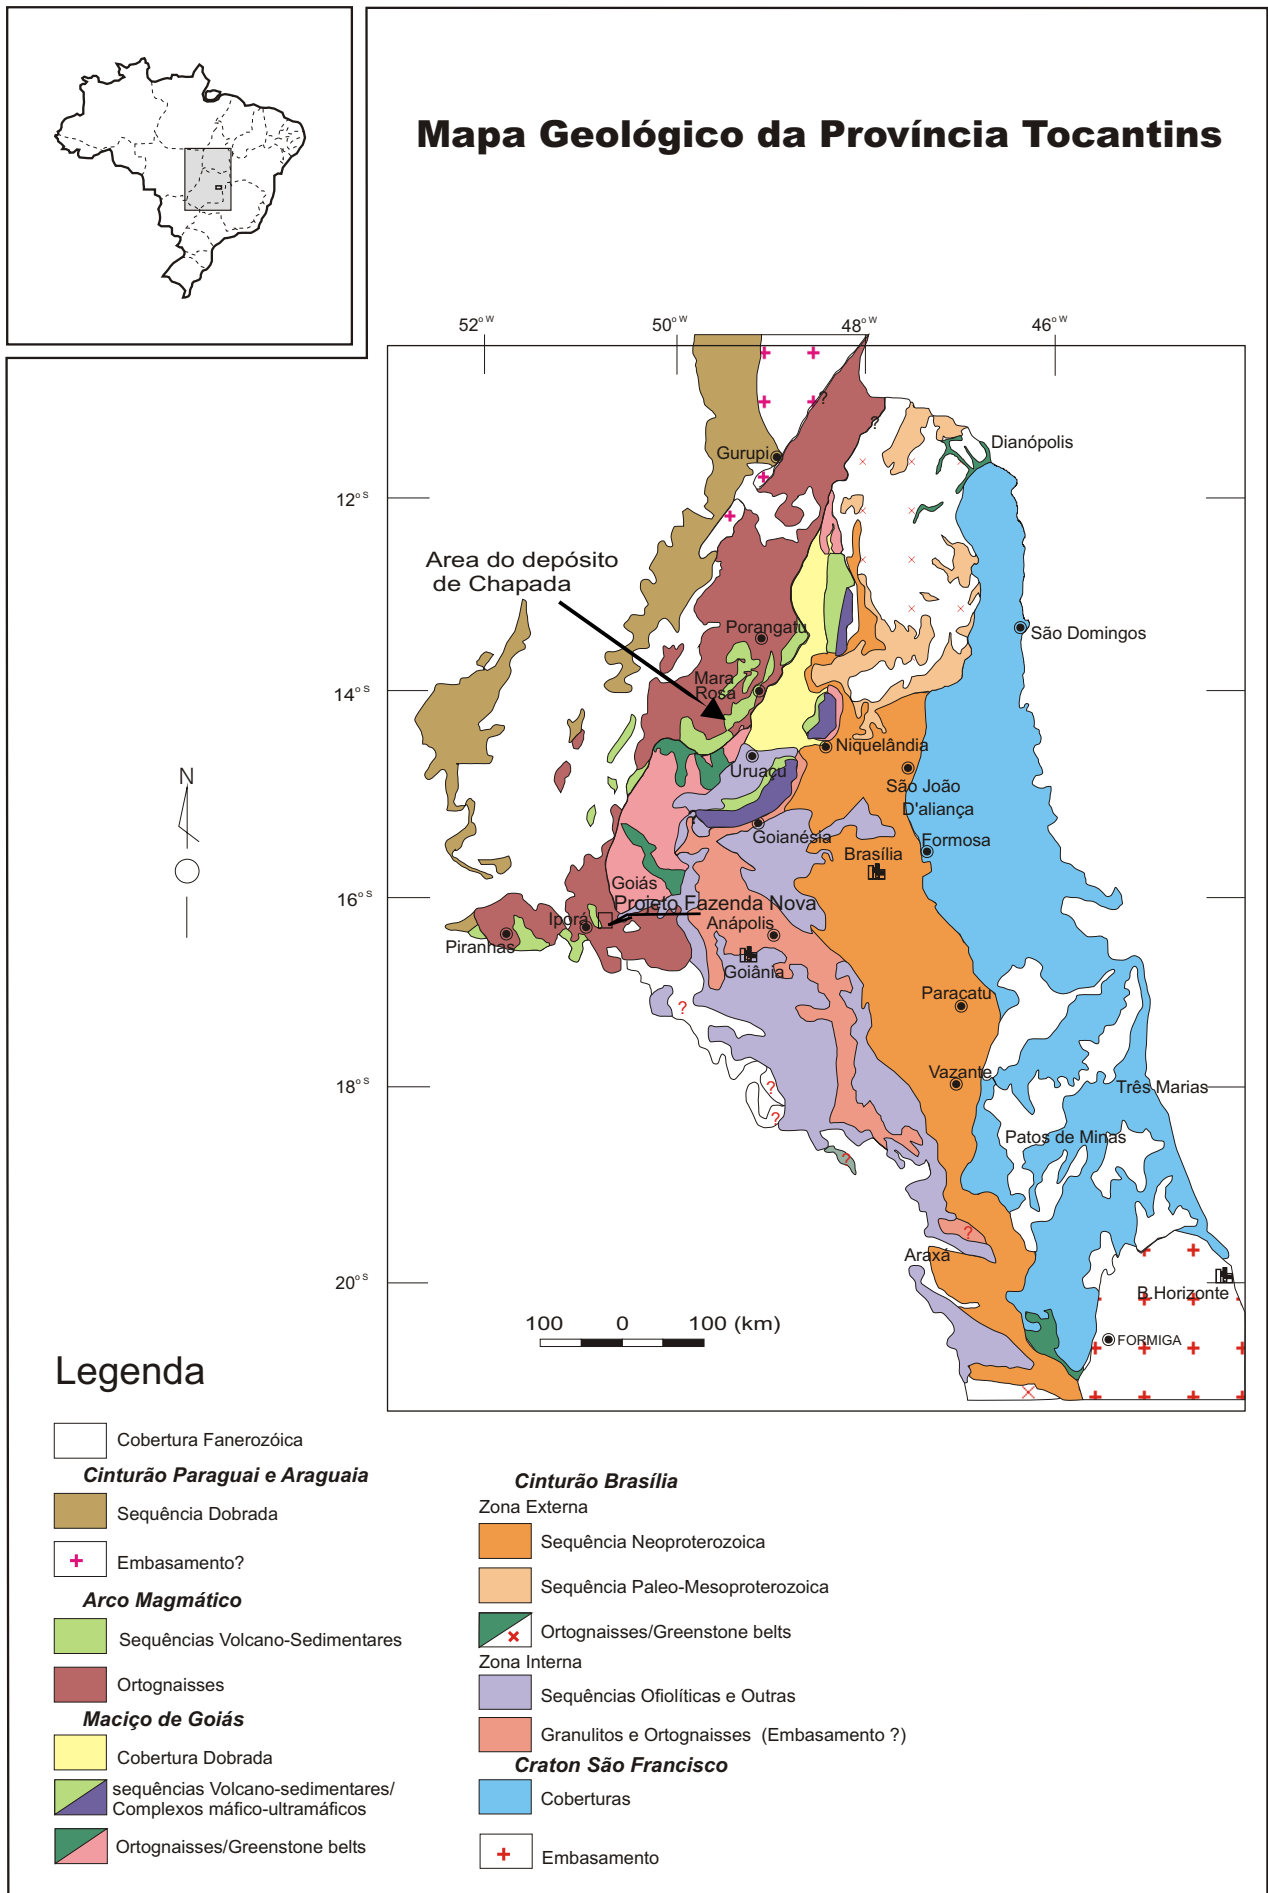 Mapa Geológico da Província Tocantins
52°W
50°W
48°W
46°W
?
?
Dianópolis
Gurupi
12°S
Area do depósito
de Chapada
Porangatu
São Domingos
Mara
Rosa
14°S
Niquelândia
Uruaçu
N
São João
D'aliança
?
Goianésia
Formosa
Brasília
Goiás
16°S
Projeto Fazenda Nova
Iporá
Anápolis
Piranhas
Goiânia
Paracatu
?
Vazante
18°S
?
Três Marias
?
Patos de Minas
?
?
Araxá
20°S
B.Horizonte
100 0 100 (km)
FORMIGA
Legenda
Cobertura Fanerozóica
Cinturão Paraguai e Araguaia
Sequência Dobrada
Embasamento?
Arco Magmático
Sequências Volcano-Sedimentares
Ortognaisses
Maciço de Goiás
Cobertura Dobrada
sequências Volcano-sedimentares/
Complexos máfico-ultramáficos
Ortognaisses/Greenstone belts
Cinturão Brasília
Zona Externa
Sequência Neoproterozoica
Sequência Paleo-Mesoproterozoica
Ortognaisses/Greenstone belts
Zona Interna
Sequências Ofiolíticas e Outras
Granulitos e Ortognaisses (Embasamento ?)
Craton São Francisco
Coberturas
Embasamento